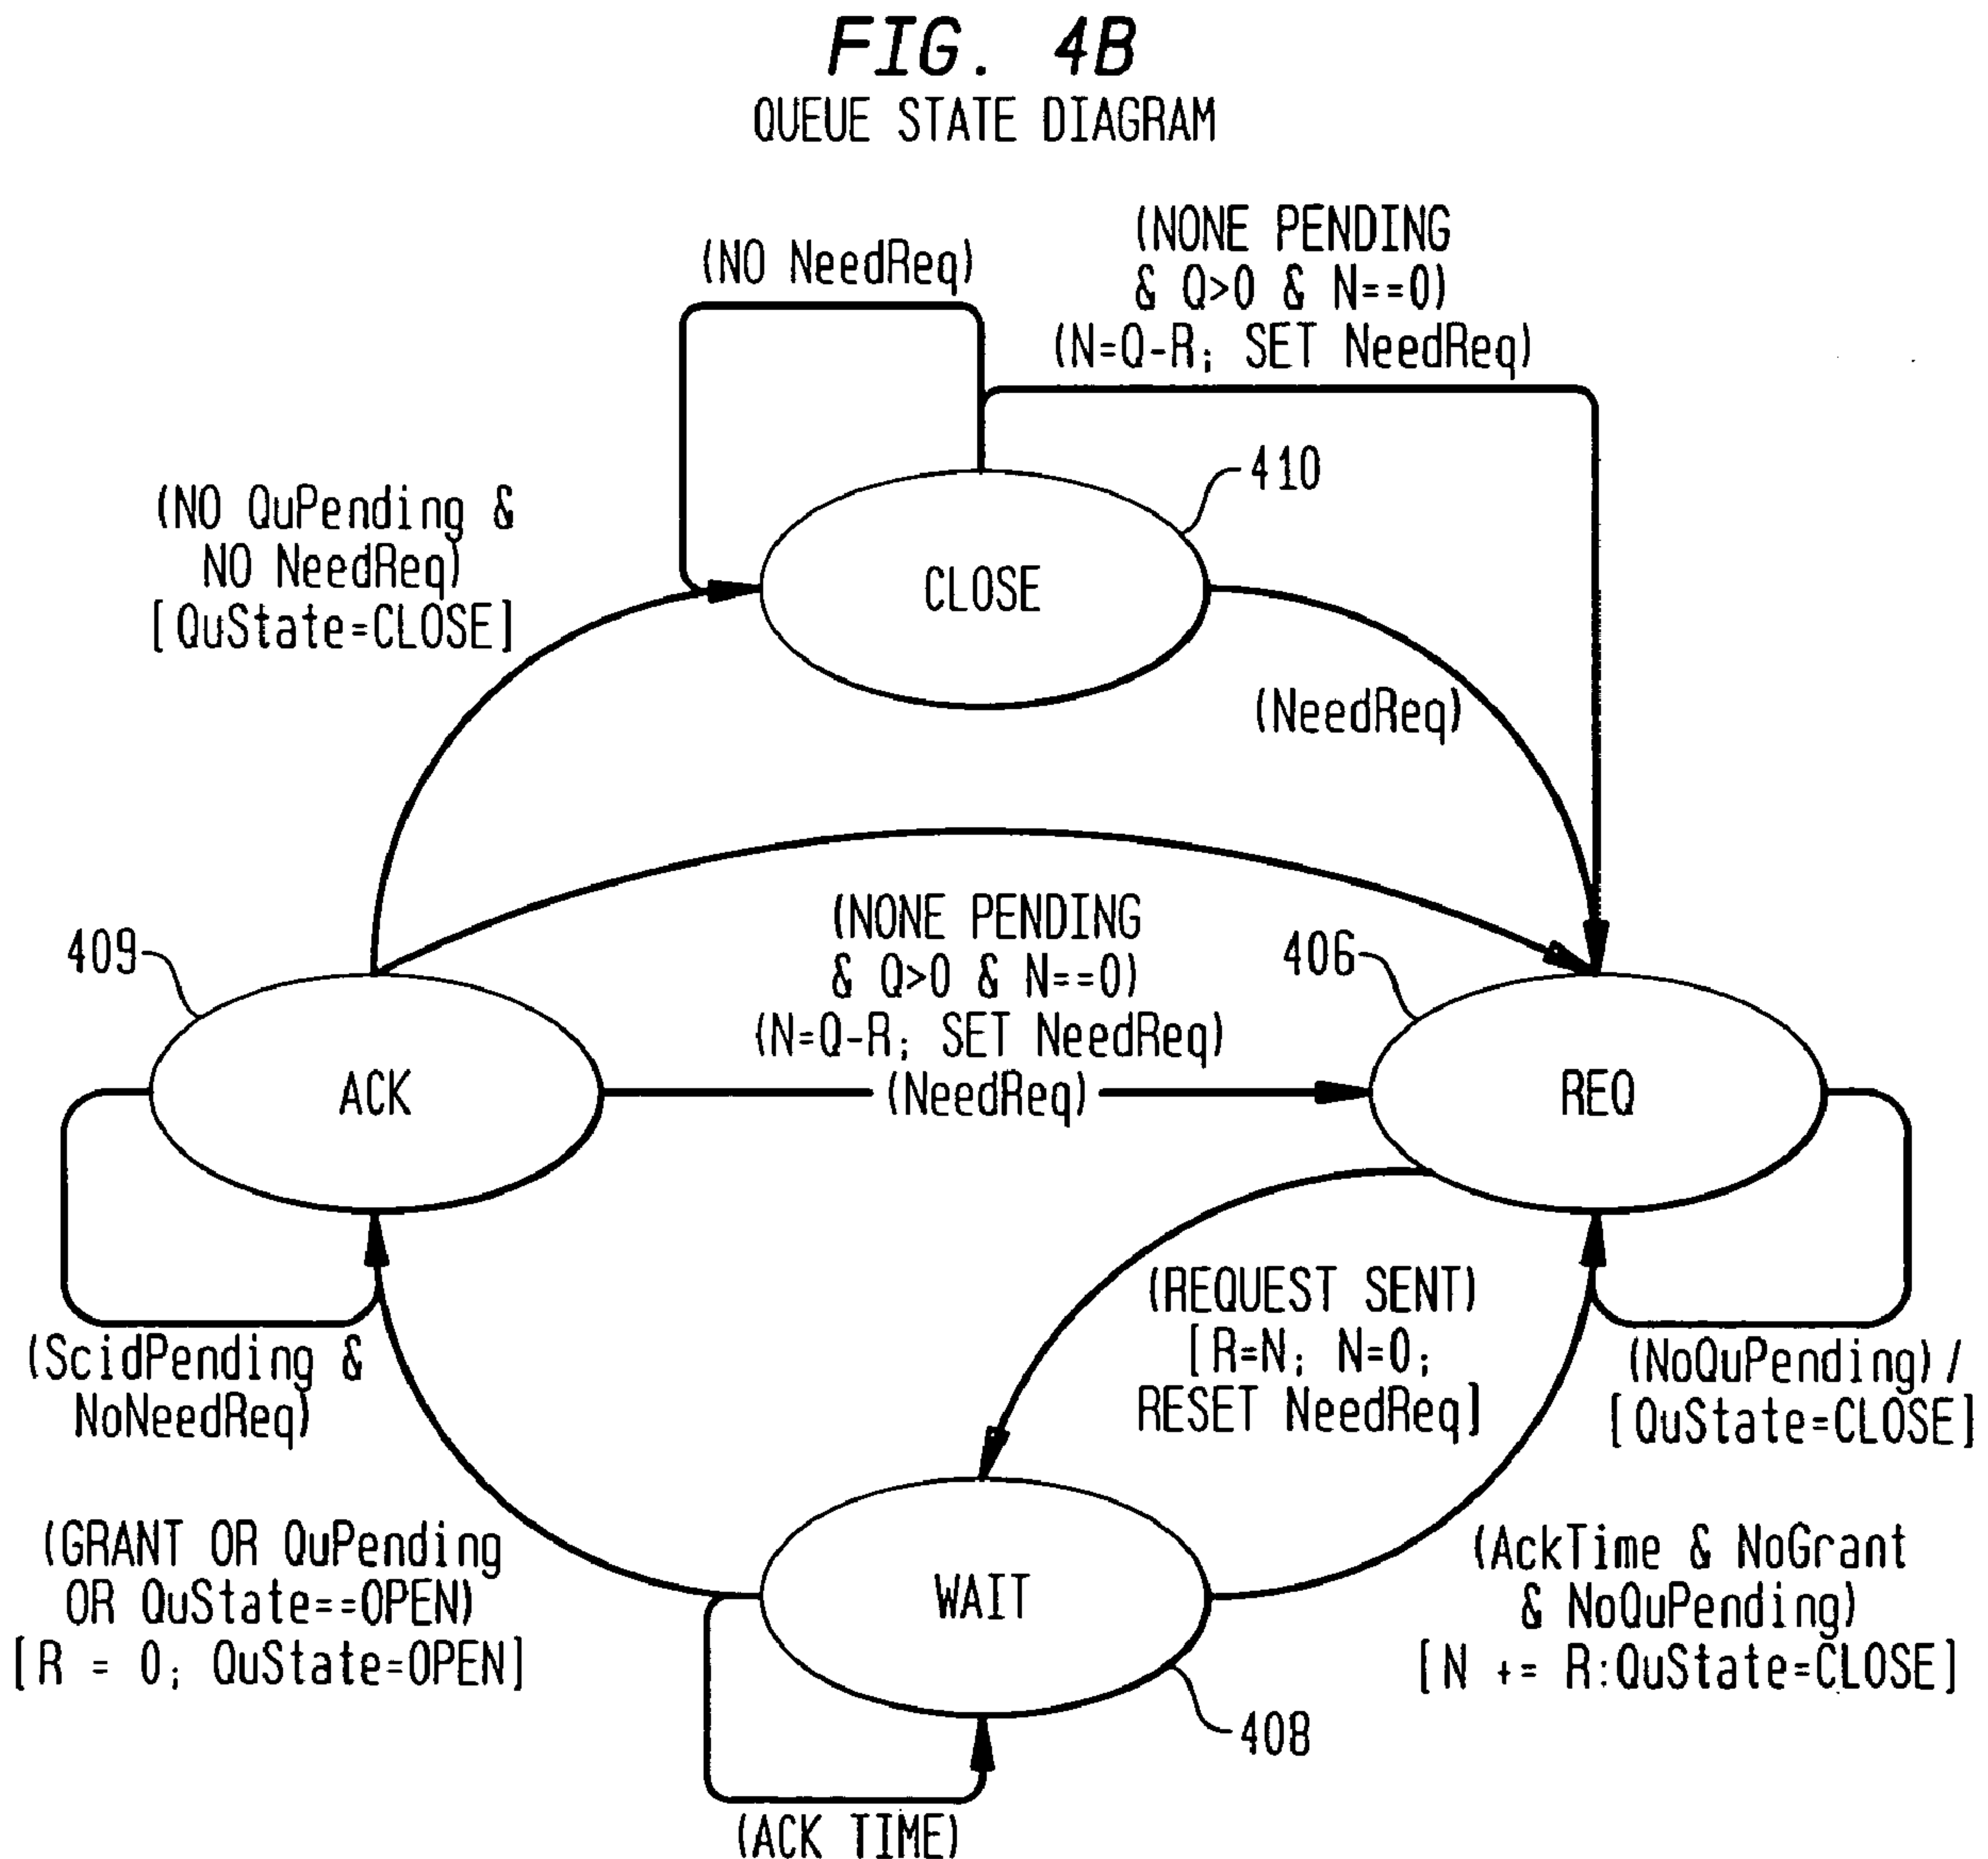 FIG. 4B
QUEUE STATE DIAGRAM
(NO NeedReq)
(NONE PENDING
& Q>0 & N==0)
(N=Q-R; SET NeedReq)
410
(NO QuPending &
NO NeedReq)
[QuState=CLOSE]
CLOSE
(NeedReq)
409
(NONE PENDING
& Q>0 & N==0)
(N=Q-R; SET NeedReq)
(NeedReq)
406
ACK
REQ
(REQUEST SENT)
[R=N; N=0;
RESET NeedReq]
(ScidPending &
NoNeedReq)
(NoQuPending)/
[QuState=CLOSE]
(GRANT OR QuPending
OR QuState==OPEN)
[R = 0; QuState=OPEN]
WAIT
(AckTime & NoGrant
& NoQuPending)
[N += R:QuState=CLOSE]
408
(ACK TIME)